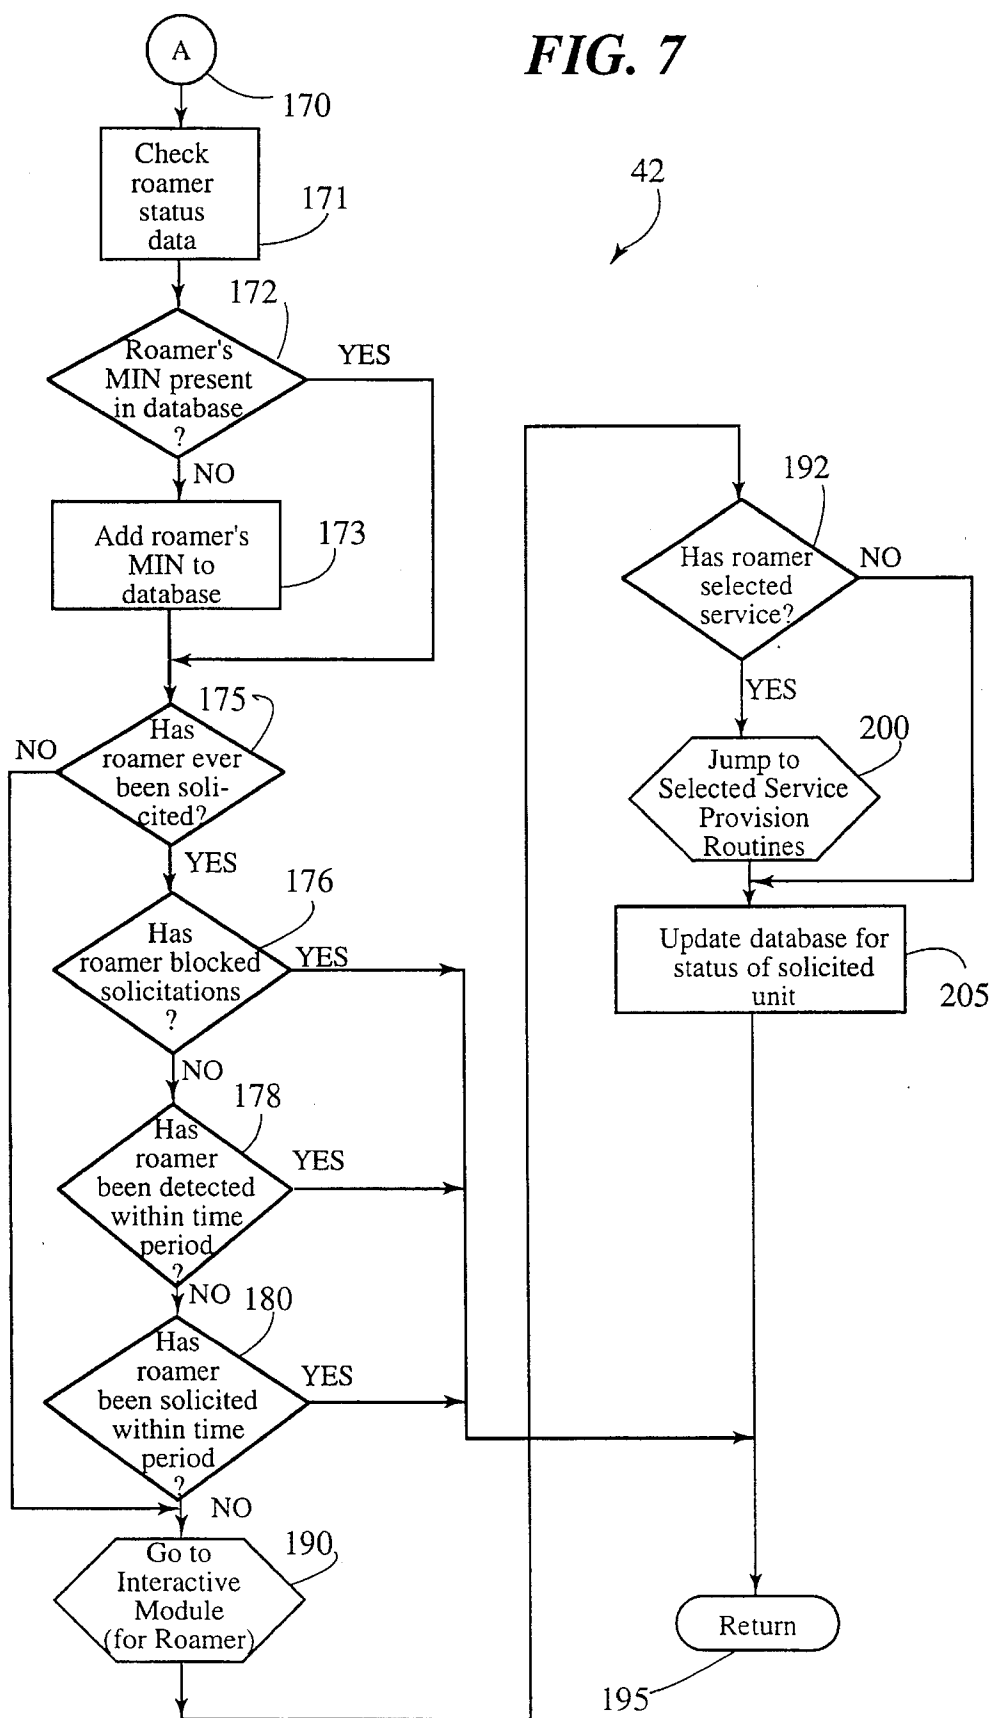 FIG. 7
A
170
Check
roamer
status
data
171
42
172
Roamer's
MIN present
in database
?
YES
NO
Add roamer's
MIN to
database
173
175
Has
roamer ever
been soli-
cited?
NO
YES
176
Has
roamer blocked
solicitations
?
YES
NO
178
Has
roamer
been detected
within time
period
?
YES
NO
180
Has
roamer
been solicited
within time
period
?
YES
NO
190
Go to
Interactive
Module
(for Roamer)
192
Has roamer
selected
service?
NO
YES
200
Jump to
Selected Service
Provision
Routines
Update database for
status of solicited
unit
205
Return
195